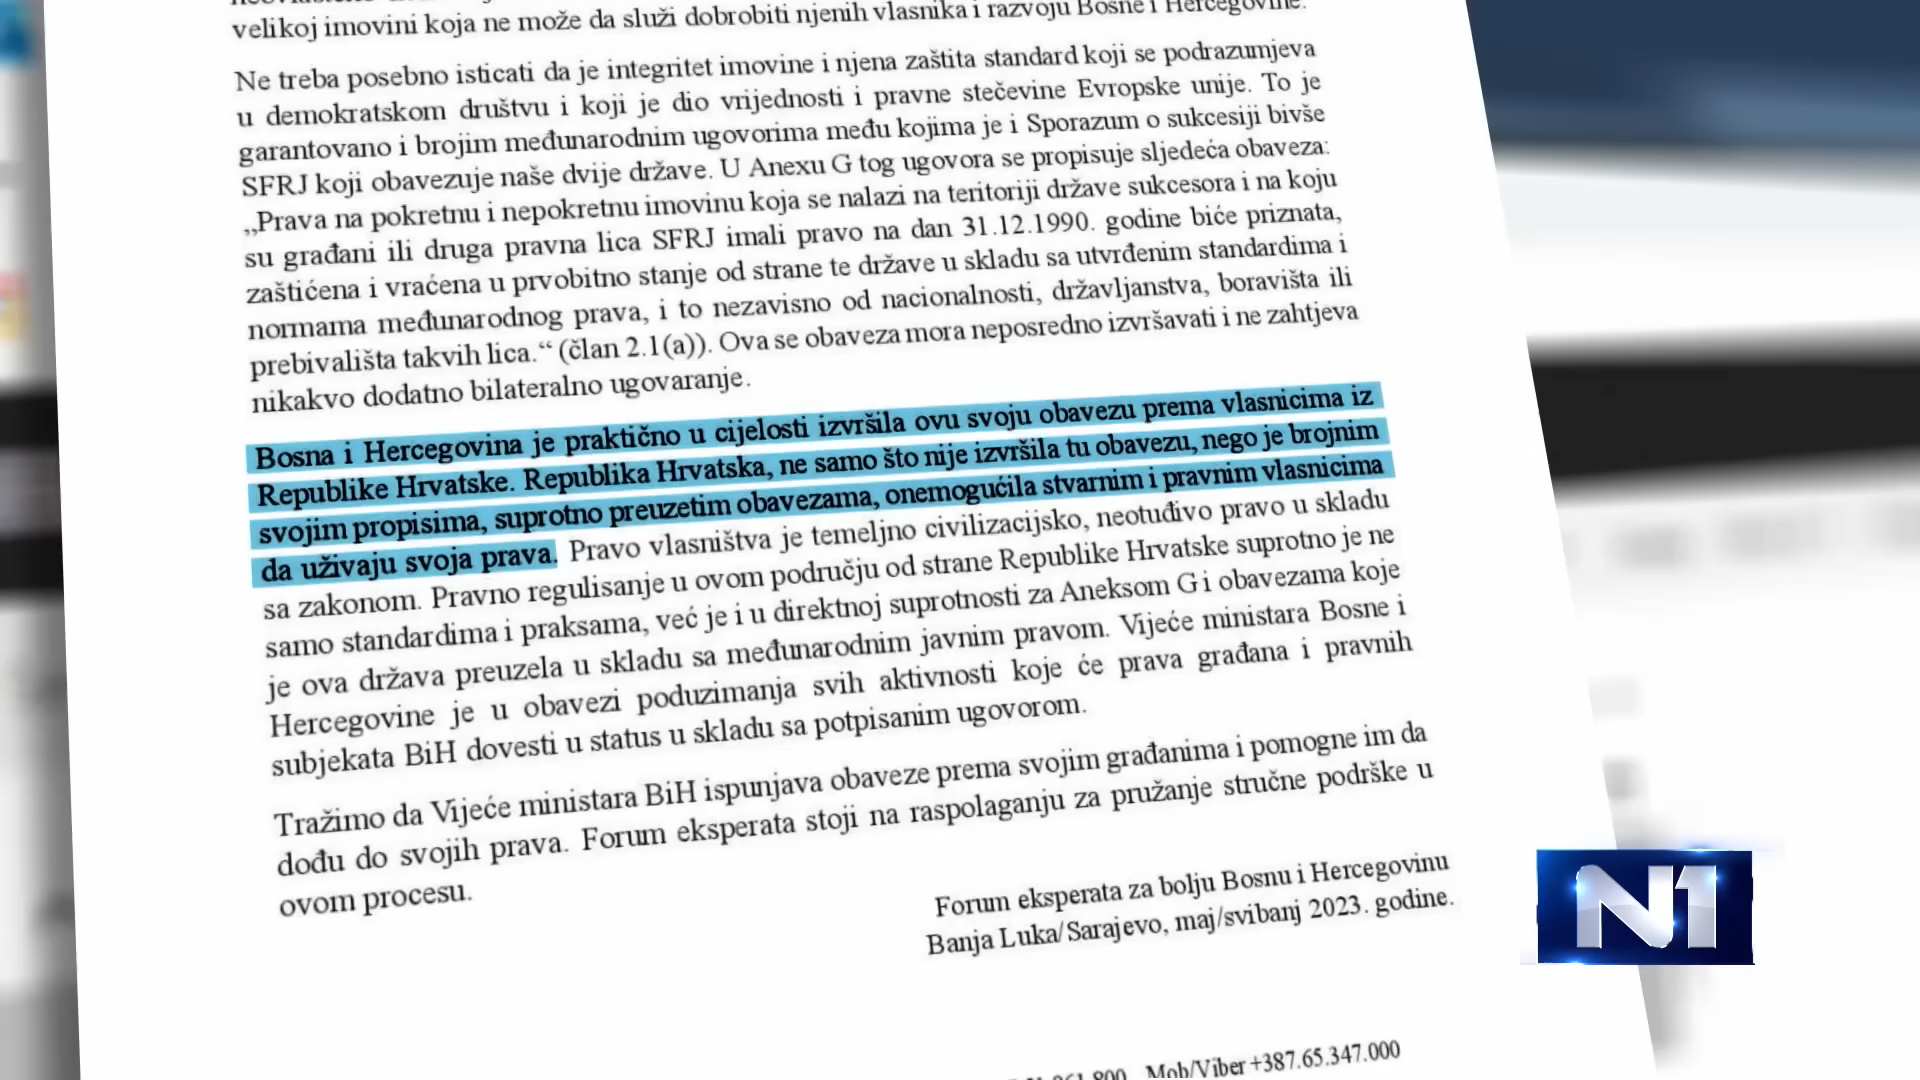 velikoj imovini koja ne može da služi dobrobiti njenih vlasnika i razvoju Bosne i Hercegovine.
Ne treba posebno isticati da je integritet imovine i njena zaštita standard koji se podrazumjeva
u demokratskom društvu i koji je dio vrijednosti i pravne stečevine Evropske unije. To je
garantovano i brojim međunarodnim ugovorima među kojima je i Sporazum o sukcesiji bivše
SFRJ koji obavezuje naše dvije države. U Anexu G tog ugovora se propisuje sljedeća obaveza:
„Prava na pokretnu i nepokretnu imovinu koja se nalazi na teritoriji države sukcesora i na koju
su građani ili druga pravna lica SFRJ imali pravo na dan 31.12.1990. godine biće priznata,
zaštićena i vraćena u prvobitno stanje od strane te države u skladu sa utvrđenim standardima i
normama međunarodnog prava, i to nezavisno od nacionalnosti, državljanstva, boravišta ili
prebivališta takvih lica.“ (član 2.1(a)). Ova se obaveza mora neposredno izvršavati i ne zahtjeva
nikakvo dodatno bilateralno ugovaranje.
Bosna i Hercegovina je praktično u cijelosti izvršila ovu svoju obavezu prema vlasnicima iz
Republike Hrvatske. Republika Hrvatska, ne samo što nije izvršila tu obavezu, nego je brojnim
svojim propisima, suprotno preuzetim obavezama, onemogućila stvarnim i pravnim vlasnicima
da uživaju svoja prava. Pravo vlasništva je temeljno civilizacijsko, neotuđivo pravo u skladu
sa zakonom. Pravno regulisanje u ovom području od strane Republike Hrvatske suprotno je ne
samo standardima i praksama, već je i u direktnoj suprotnosti za Aneksom G i obavezama koje
je ova država preuzela u skladu sa međunarodnim javnim pravom. Vijeće ministara Bosne i
Hercegovine je u obavezi poduzimanja svih aktivnosti koje će prava građana i pravnih
subjekata BiH dovesti u status u skladu sa potpisanim ugovorom.
Tražimo da Vijeće ministara BiH ispunjava obaveze prema svojim građanima i pomogne im da
dođu do svojih prava. Forum eksperata stoji na raspolaganju za pružanje stručne podrške u
ovom procesu.
Forum eksperata za bolju Bosnu i Hercegovinu
Banja Luka/Sarajevo, maj/svibanj 2023. godine.
Mob/Viber +387.65.347.000
N1